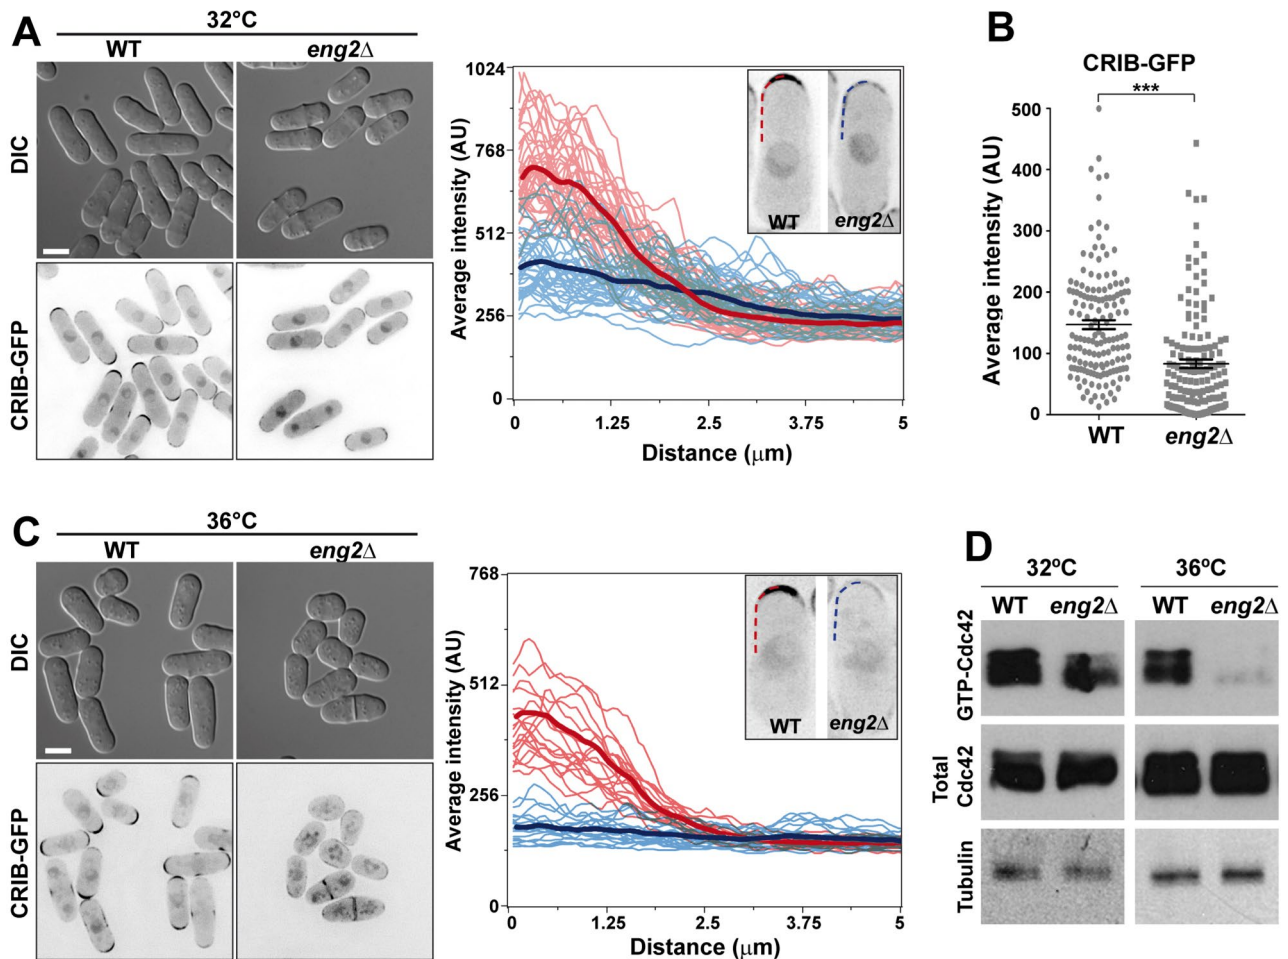 A
32°C
WT
eng2Δ
DIC
CRIB-GFP
Average intensity (AU)
1024
768
512
256
0
0
1.25
2.5
3.75
5
Distance (μm)
WT
eng2Δ
B
CRIB-GFP
***
Average intensity (AU)
500
400
300
200
100
0
WT
eng2Δ
C
36°C
WT
eng2Δ
DIC
CRIB-GFP
Average intensity (AU)
768
512
256
0
0
1.25
2.5
3.75
5
Distance (μm)
WT
eng2Δ
D
32ºC
36ºC
WT
eng2Δ
WT
eng2Δ
GTP-Cdc42
Total
Cdc42
Tubulin